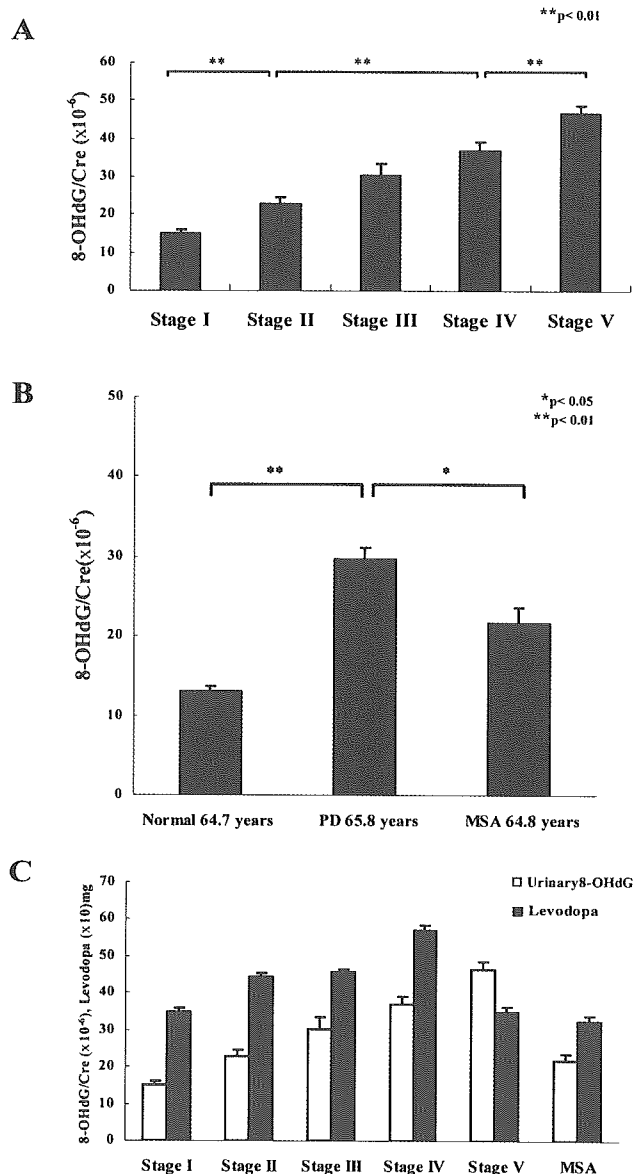 A
**p< 0.01
8-OHdG/Cre (x10⁻⁶)
60
50
40
30
20
10
0
** ** **
Stage I Stage II Stage III Stage IV Stage V
B
*p< 0.05
**p< 0.01
8-OHdG/Cre(x10⁻⁶)
50
40
30
20
10
0
** *
Normal 64.7 years PD 65.8 years MSA 64.8 years
C
Urinary8-OHdG
Levodopa
8-OHdG/Cre (x10⁻⁶), Levodopa (x10)mg
70
60
50
40
30
20
10
0
Stage I Stage II Stage III Stage IV Stage V MSA